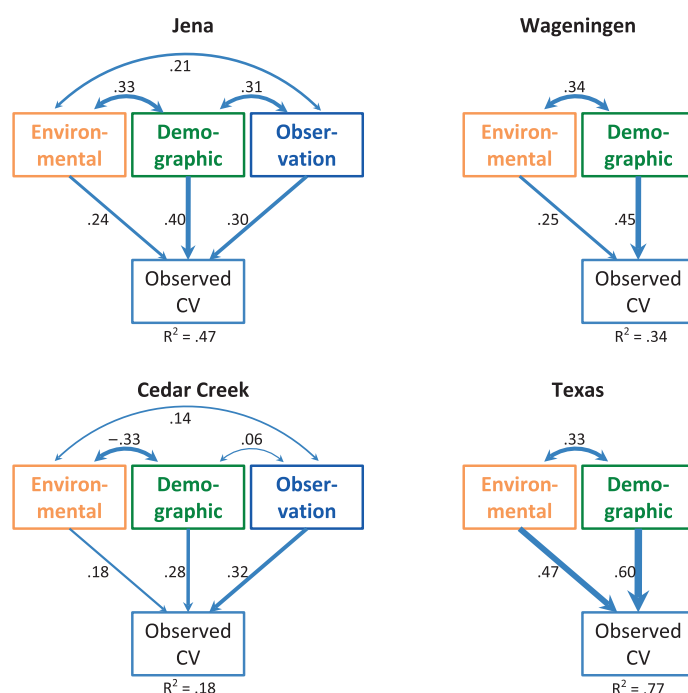 Jena
.21
.33
.31
Environ-
mental
Demo-
graphic
Obser-
vation
.24
.40
.30
Observed
CV
R² = .47
Wageningen
.34
Environ-
mental
Demo-
graphic
.25
.45
Observed
CV
R² = .34
Cedar Creek
.14
–.33
.06
Environ-
mental
Demo-
graphic
Obser-
vation
.18
.28
.32
Observed
CV
R² = .18
Texas
.33
Environ-
mental
Demo-
graphic
.47
.60
Observed
CV
R² = .77